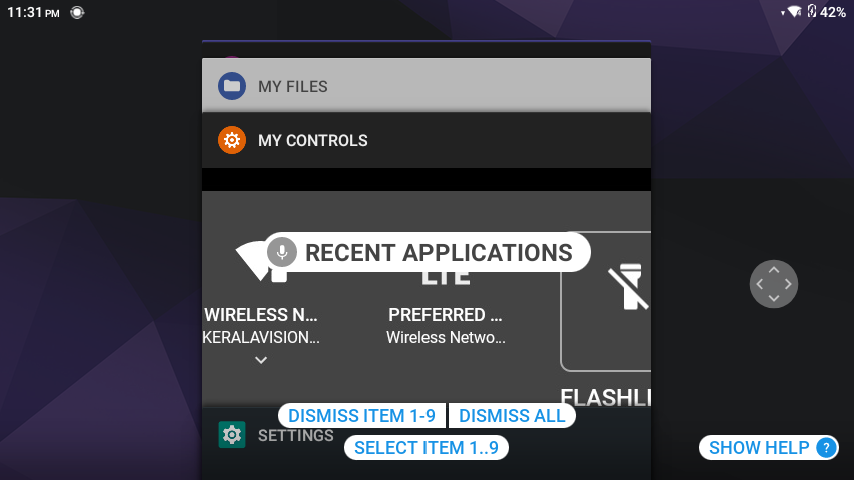 11:31 PM
42%
MY FILES
MY CONTROLS
RECENT APPLICATIONS
LTE
WIRELESS N...
PREFERRED ...
KERALAVISION...
Wireless Netwo...
FLASHLI
DISMISS ITEM 1-9
DISMISS ALL
SETTINGS
SELECT ITEM 1..9
SHOW HELP ?